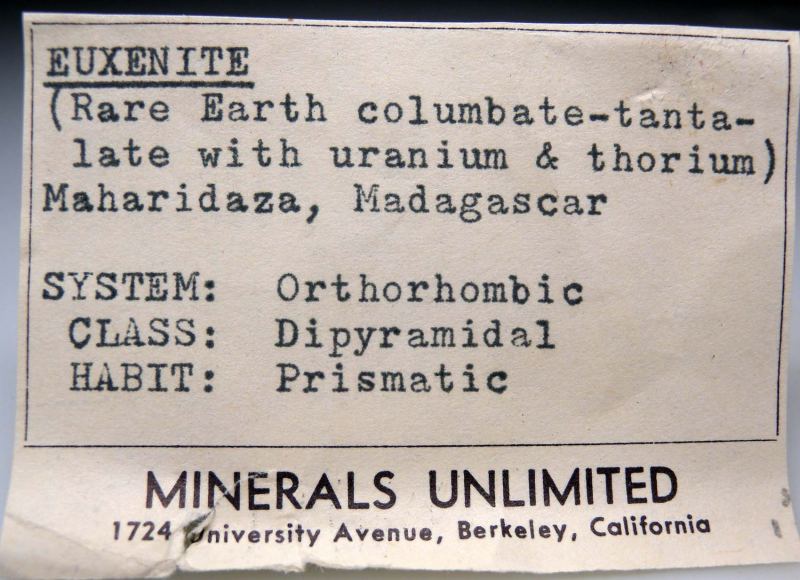 EUXENITE
(Rare Earth columbate-tanta-
late with uranium & thorium)
Maharidaza, Madagascar
SYSTEM: Orthorhombic
CLASS: Dipyramidal
HABIT: Prismatic
MINERALS UNLIMITED
1724 University Avenue, Berkeley, California